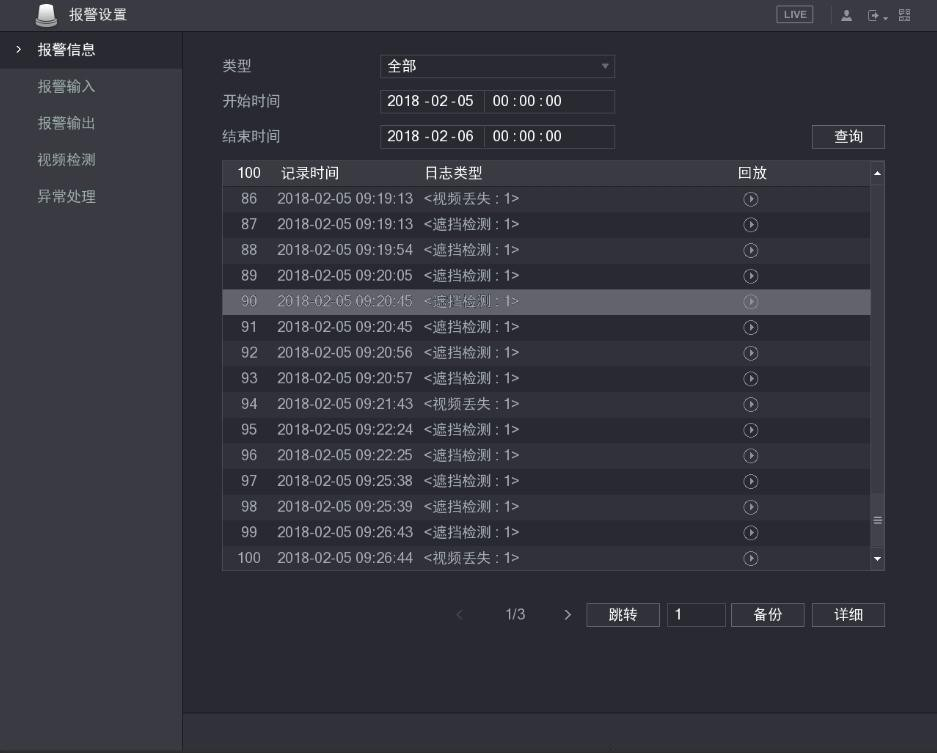 报警设置 LIVE
报警信息
报警输入
报警输出
视频检测
异常处理
类型 全部
开始时间 2018 -02 -05 00 : 00 : 00
结束时间 2018 -02 -06 00 : 00 : 00 查询
100 记录时间 日志类型 回放
86 2018-02-05 09:19:13 <视频丢失 : 1>
87 2018-02-05 09:19:13 <遮挡检测 : 1>
88 2018-02-05 09:19:54 <遮挡检测 : 1>
89 2018-02-05 09:20:05 <遮挡检测 : 1>
90 2018-02-05 09:20:45 <遮挡检测 : 1>
91 2018-02-05 09:20:45 <遮挡检测 : 1>
92 2018-02-05 09:20:56 <遮挡检测 : 1>
93 2018-02-05 09:20:57 <遮挡检测 : 1>
94 2018-02-05 09:21:43 <视频丢失 : 1>
95 2018-02-05 09:22:24 <遮挡检测 : 1>
96 2018-02-05 09:22:25 <遮挡检测 : 1>
97 2018-02-05 09:25:38 <遮挡检测 : 1>
98 2018-02-05 09:25:39 <遮挡检测 : 1>
99 2018-02-05 09:26:43 <遮挡检测 : 1>
100 2018-02-05 09:26:44 <视频丢失 : 1>
1/3 跳转 1 备份 详细